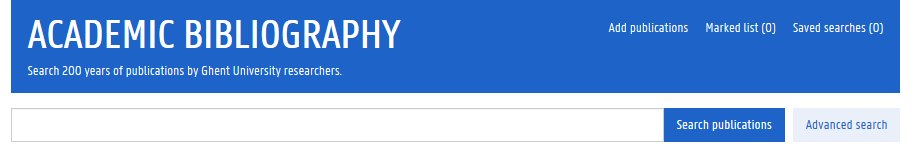 ACADEMIC BIBLIOGRAPHY
Add publications Marked list (0) Saved searches (0)
Search 200 years of publications by Ghent University researchers.
Search publications Advanced search